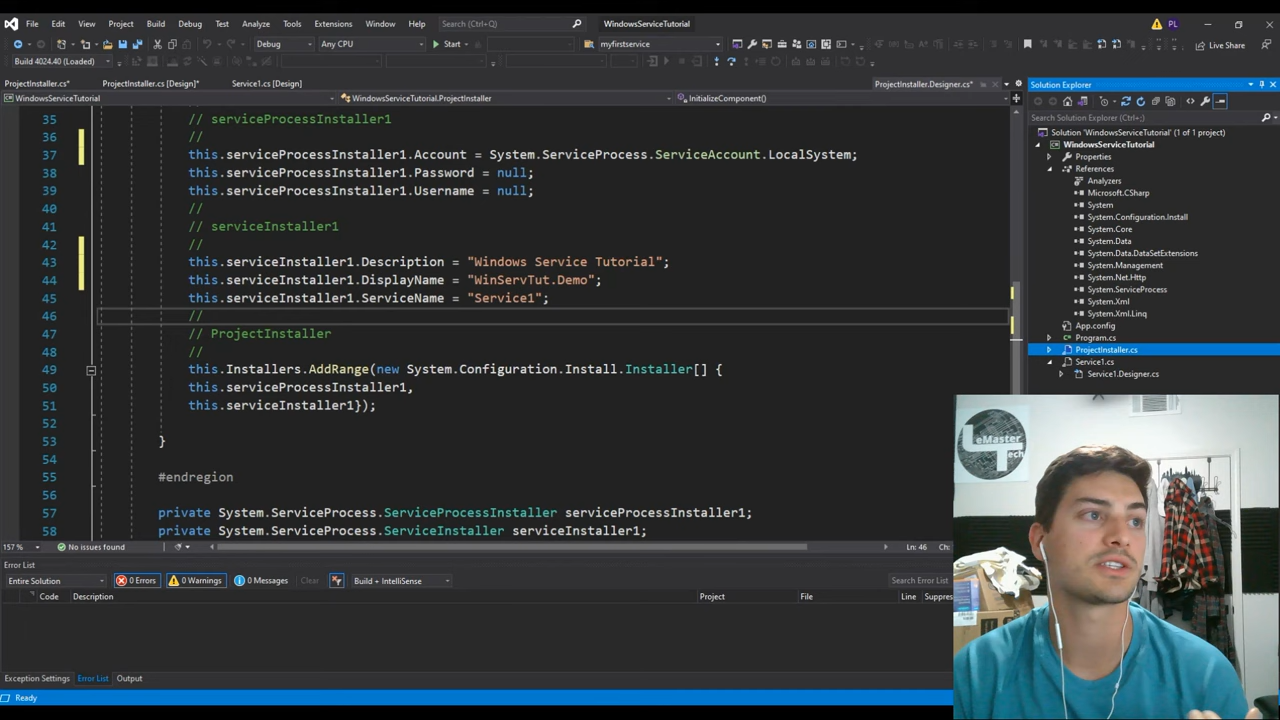 File Edit View Project Build Debug Test Analyze Tools Extensions Window Help Search (Ctrl+Q) WindowsServiceTutorial PL
Debug Any CPU Start myfirstservice Live Share
Build 4024.40 (Loaded)
ProjectInstaller.cs* ProjectInstaller.cs [Design]* Service1.cs [Design] ProjectInstaller.Designer.cs*
WindowsServiceTutorial WindowsServiceTutorial.ProjectInstaller InitializeComponent()
35 // serviceProcessInstaller1
36 //
37 this.serviceProcessInstaller1.Account = System.ServiceProcess.ServiceAccount.LocalSystem;
38 this.serviceProcessInstaller1.Password = null;
39 this.serviceProcessInstaller1.Username = null;
40 //
41 // serviceInstaller1
42 //
43 this.serviceInstaller1.Description = "Windows Service Tutorial";
44 this.serviceInstaller1.DisplayName = "WinServTut.Demo";
45 this.serviceInstaller1.ServiceName = "Service1";
46 //
47 // ProjectInstaller
48 //
49 this.Installers.AddRange(new System.Configuration.Install.Installer[] {
50 this.serviceProcessInstaller1,
51 this.serviceInstaller1});
52
53 }
54
55 #endregion
56
57 private System.ServiceProcess.ServiceProcessInstaller serviceProcessInstaller1;
58 private System.ServiceProcess.ServiceInstaller serviceInstaller1;
157 % No issues found Ln: 46 Ch:
Error List
Entire Solution 0 Errors 0 Warnings 0 Messages Clear Build + IntelliSense Search Error List
Code Description Project File Line Suppres
Exception Settings Error List Output
Ready
Solution Explorer
Search Solution Explorer (Ctrl+;)
Solution 'WindowsServiceTutorial' (1 of 1 project)
WindowsServiceTutorial
Properties
References
Analyzers
Microsoft.CSharp
System
System.Configuration.Install
System.Core
System.Data
System.Data.DataSetExtensions
System.Management
System.Net.Http
System.ServiceProcess
System.Xml
System.Xml.Linq
App.config
Program.cs
ProjectInstaller.cs
Service1.cs
Service1.Designer.cs
LeMaster
Tech